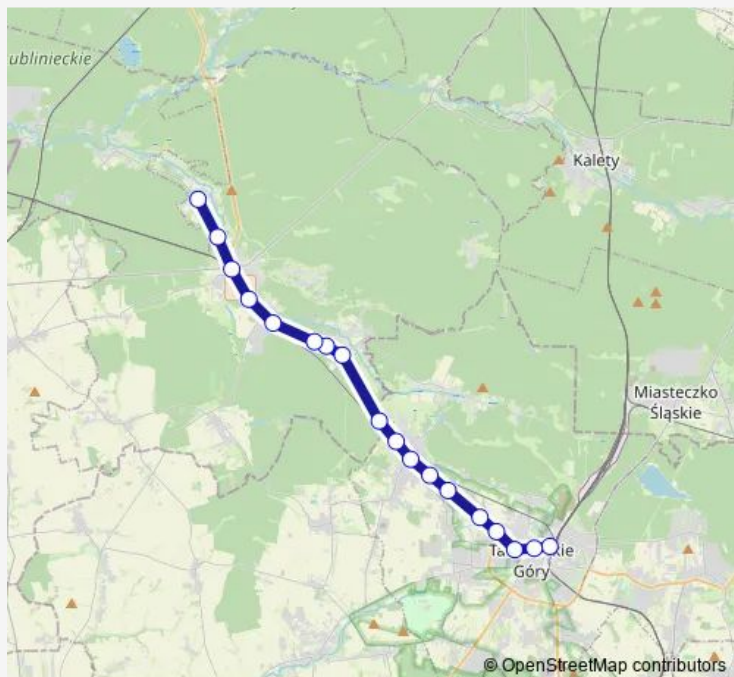 ublinieckie
Kalety
Miasteczko
Śląskie
Ta kie
Góry
© OpenStreetMap contributors